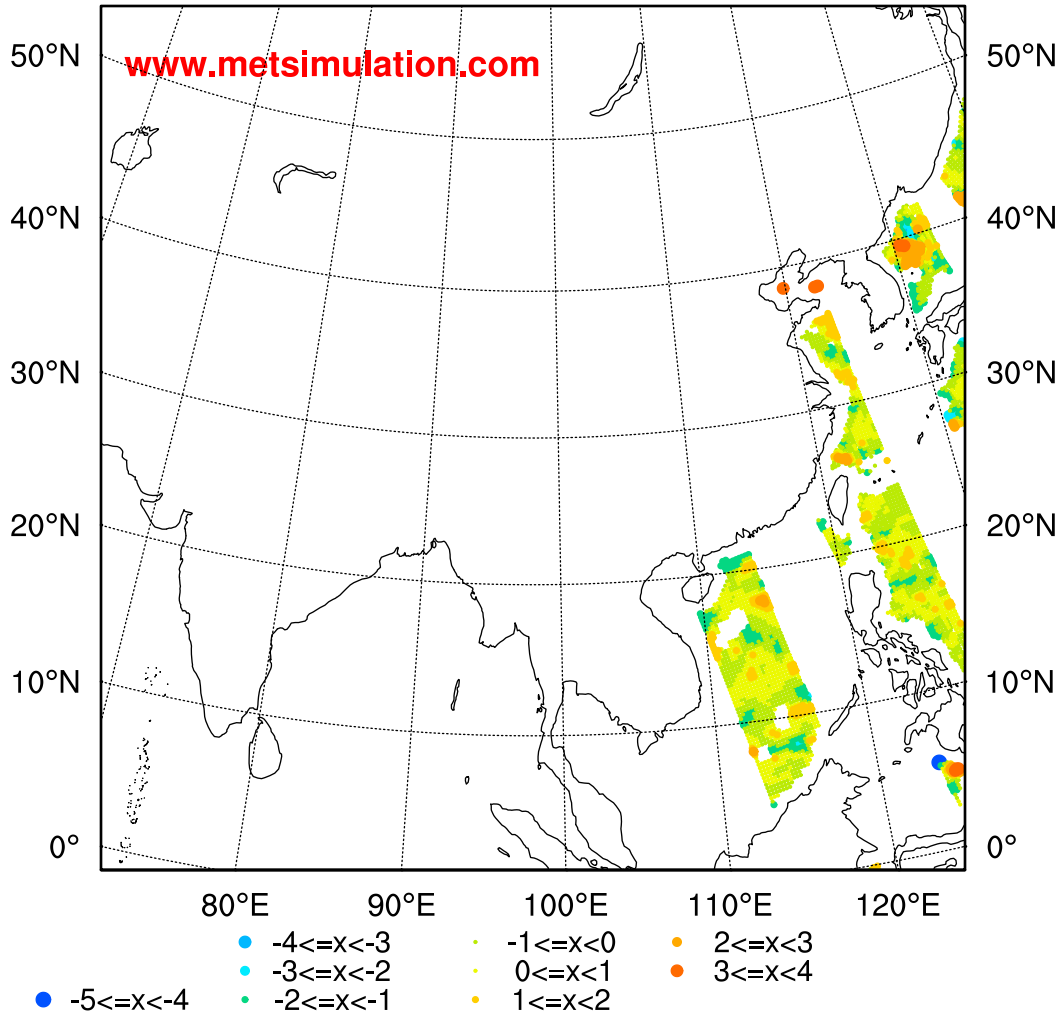 www.metsimulation.com
50°N 50°N
40°N 40°N
30°N 30°N
20°N 20°N
10°N 10°N
0° 0°
80°E 90°E 100°E 110°E 120°E
-4<=x<-3 -1<=x<0 2<=x<3
-3<=x<-2 0<=x<1 3<=x<4
-5<=x<-4 -2<=x<-1 1<=x<2